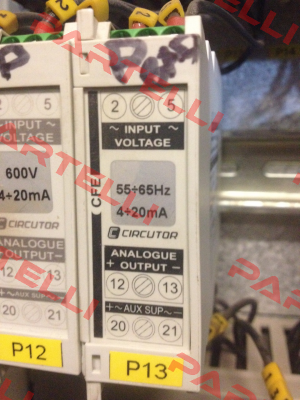 2 5
~ INPUT ~
VOLTAGE
600V
4÷20mA
CIRCUTOR
ANALOGUE
+ OUTPUT -
12 13
+~AUX SUP~-
20 21
P12
2 5
~ INPUT ~
VOLTAGE
CFE
55÷65Hz
4÷20mA
CIRCUTOR
ANALOGUE
+ OUTPUT -
12 13
+~AUX SUP~-
20 21
P13
PARTELLI
PARTELLI
PARTELLI